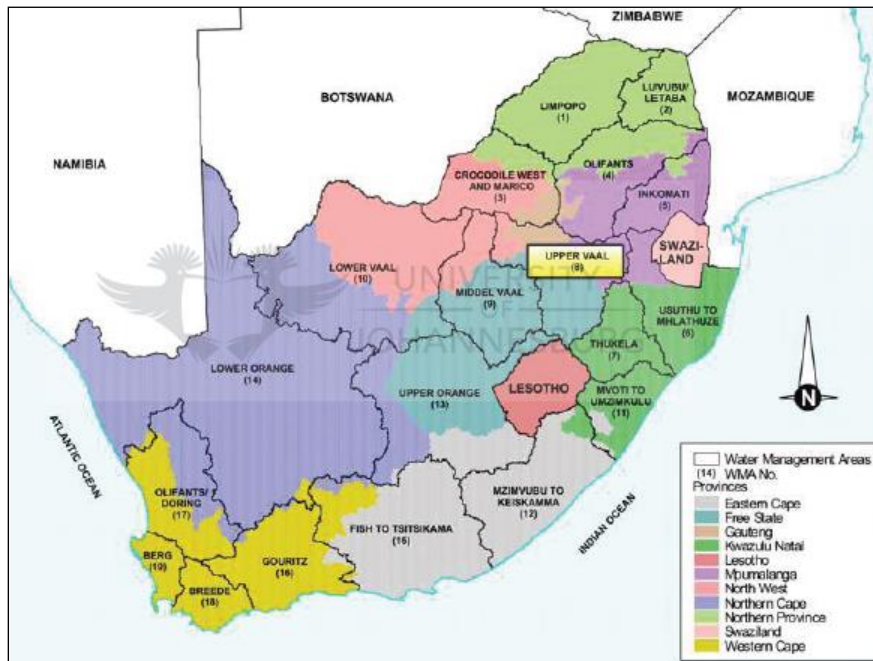 ZIMBABWE
BOTSWANA
MOZAMBIQUE
NAMIBIA
LIMPOPO
(1)
LUVUBU/
LETABA
(2)
CROCODILE WEST
AND MARICO
(3)
OLIFANTS
(4)
INKOMATI
(5)
SWAZI-
LAND
UPPER VAAL
(8)
LOWER VAAL
(10)
MIDDEL VAAL
(9)
USUTHU TO
MHLATHUZE
(6)
THUKELA
(7)
UNIVERSITY
OF
JOHANNESBURG
LOWER ORANGE
(14)
UPPER ORANGE
(13)
LESOTHO
MVOTI TO
UMZIMKULU
(11)
ATLANTIC OCEAN
N
OLIFANTS/
DORING
(17)
MZIMVUBU TO
KEISKAMMA
(12)
FISH TO TSITSIKAMA
(15)
INDIAN OCEAN
BERG
(19)
GOURITZ
(16)
BREEDE
(18)
Water Management Areas
(14) WMA No.
Provinces
Eastern Cape
Free State
Gauteng
Kwazulu Natal
Lesotho
Mpumalanga
North West
Northern Cape
Northern Province
Swaziland
Western Cape